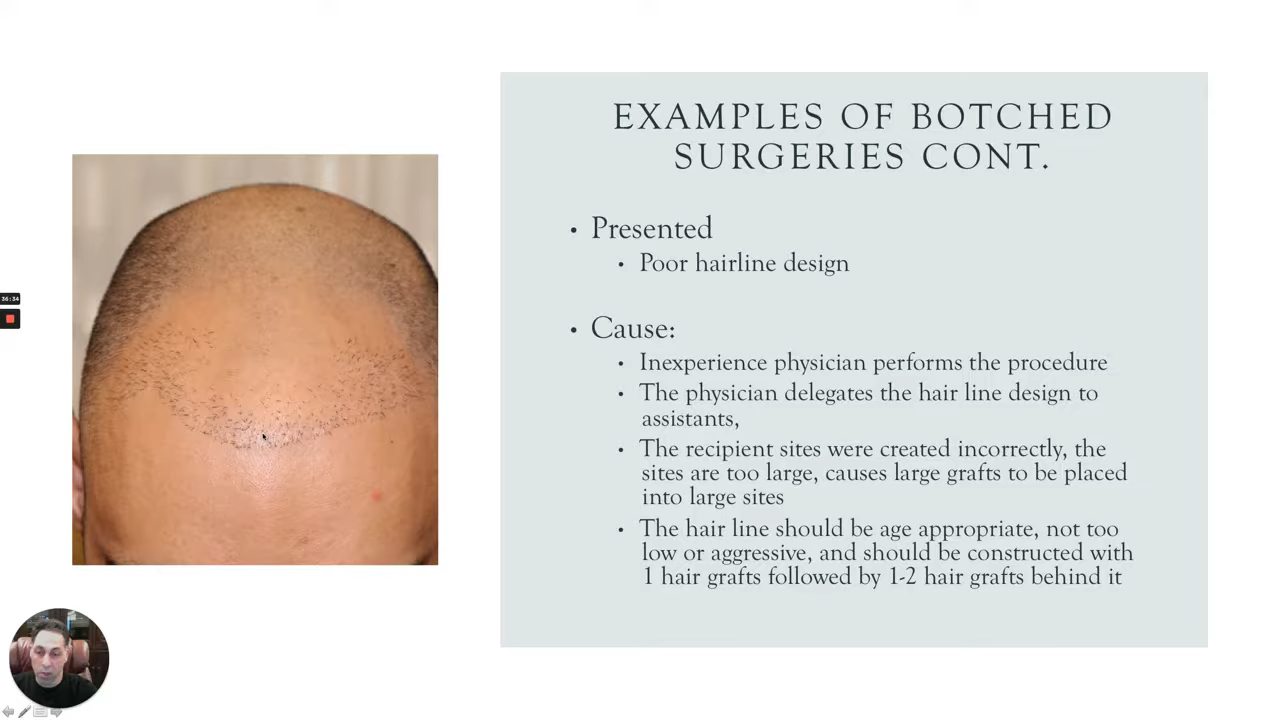 EXAMPLES OF BOTCHED
SURGERIES CONT.
• Presented
• Poor hairline design
• Cause:
• Inexperience physician performs the procedure
• The physician delegates the hair line design to
assistants,
• The recipient sites were created incorrectly, the
sites are too large, causes large grafts to be placed
into large sites
• The hair line should be age appropriate, not too
low or aggressive, and should be constructed with
1 hair grafts followed by 1-2 hair grafts behind it
36:34